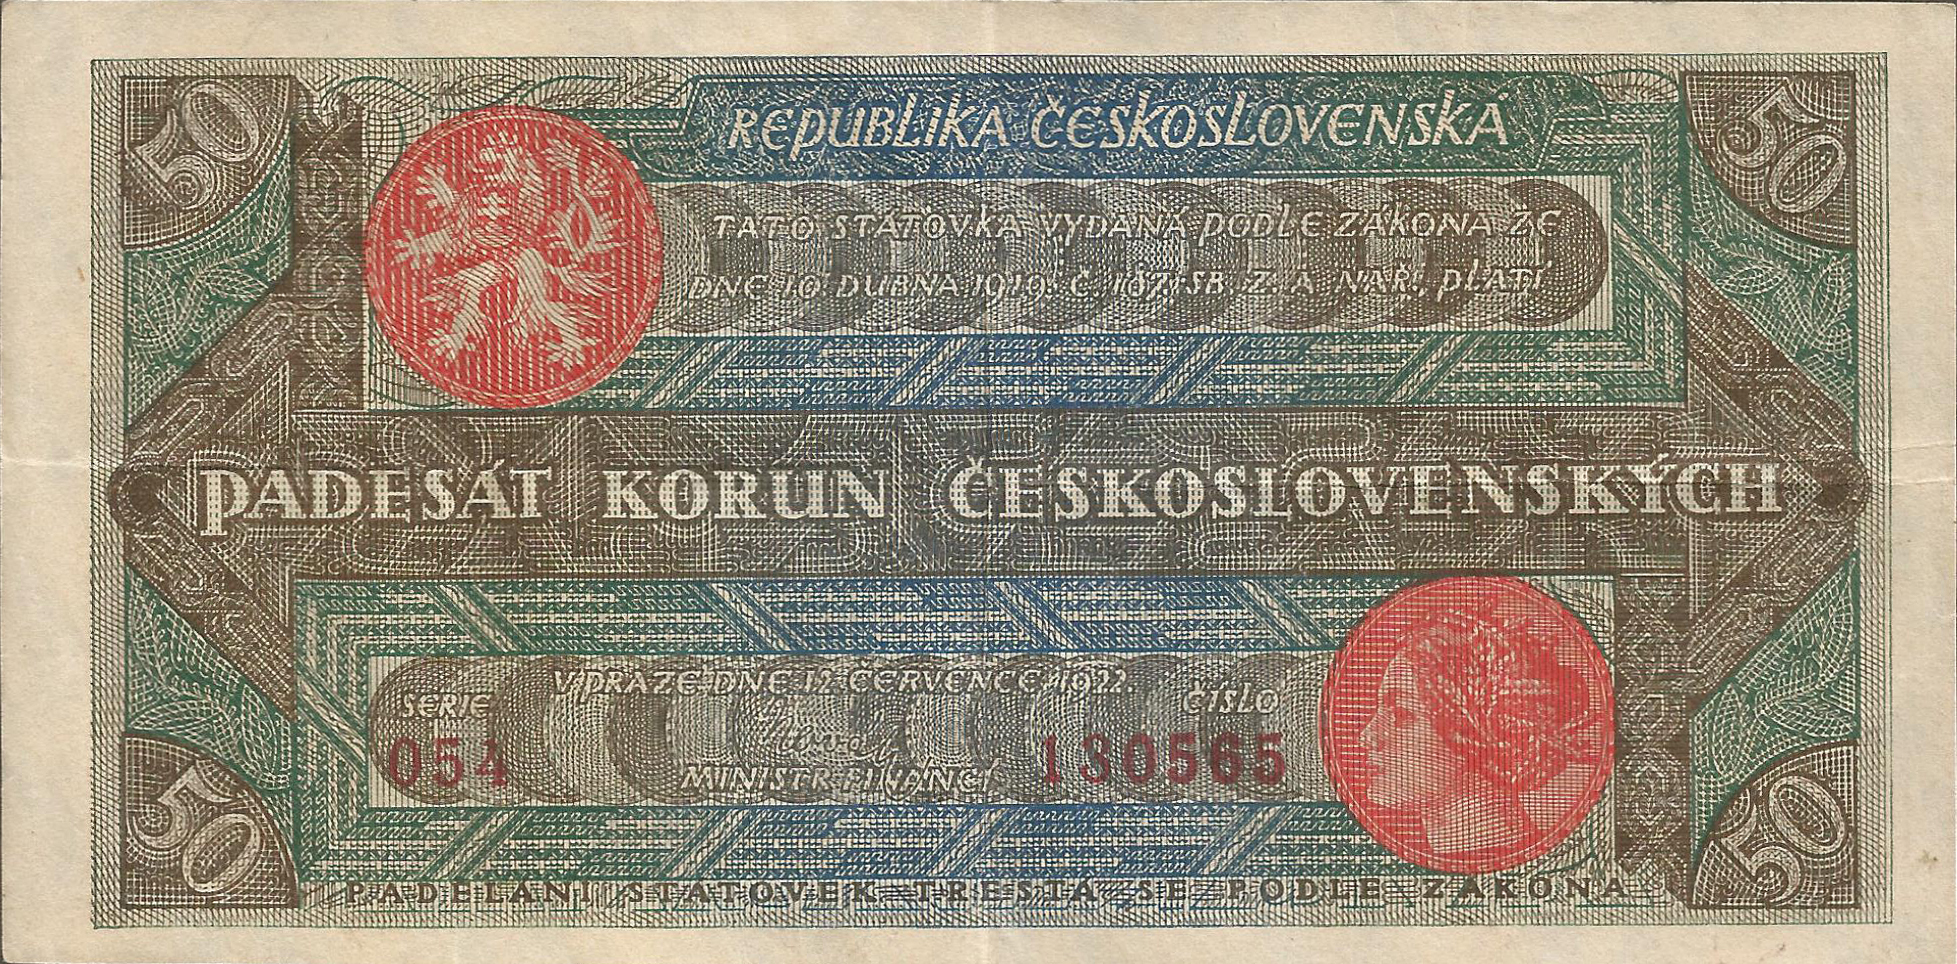 50
50
REPUBLIKA ČESKOSLOVENSKÁ
TATO STÁTOVKA VYDANÁ PODLE ZÁKONA ZE
DNE 10 DUBNA 1919. Č. 187. SB. Z. A NAŘ., PLATÍ
PADESÁT KORUN ČESKOSLOVENSKÝCH
V PRAZE DNE 12. ČERVENCE 1922.
SERIE
ČÍSLO
054
130565
MINISTR FINANCÍ
50
50
PADĚLÁNÍ STÁTOVEK TRESTÁ SE PODLE ZÁKONA